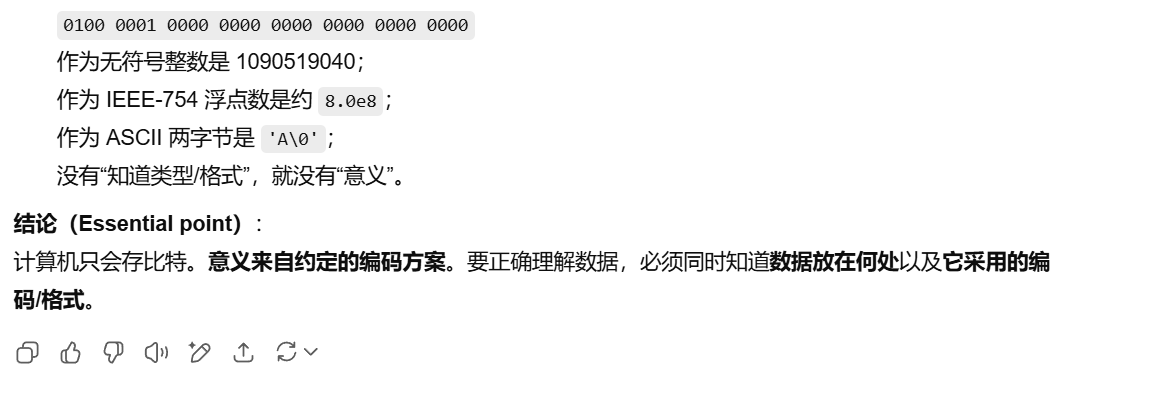 0100 0001 0000 0000 0000 0000 0000 0000
作为无符号整数是 1090519040；
作为 IEEE-754 浮点数是约 8.0e8；
作为 ASCII 两字节是 'A\0'；
没有“知道类型/格式”，就没有“意义”。
结论（Essential point）：
计算机只会存比特。意义来自约定的编码方案。要正确理解数据，必须同时知道数据放在何处以及它采用的编
码/格式。